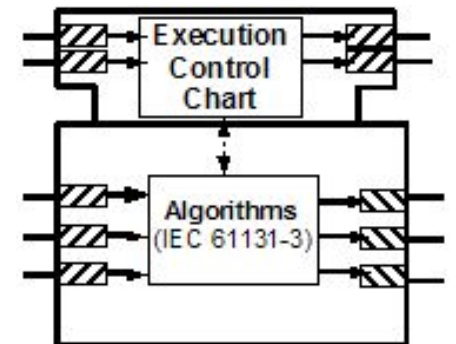 Execution
Control
Chart
Algorithms
(IEC 61131-3)